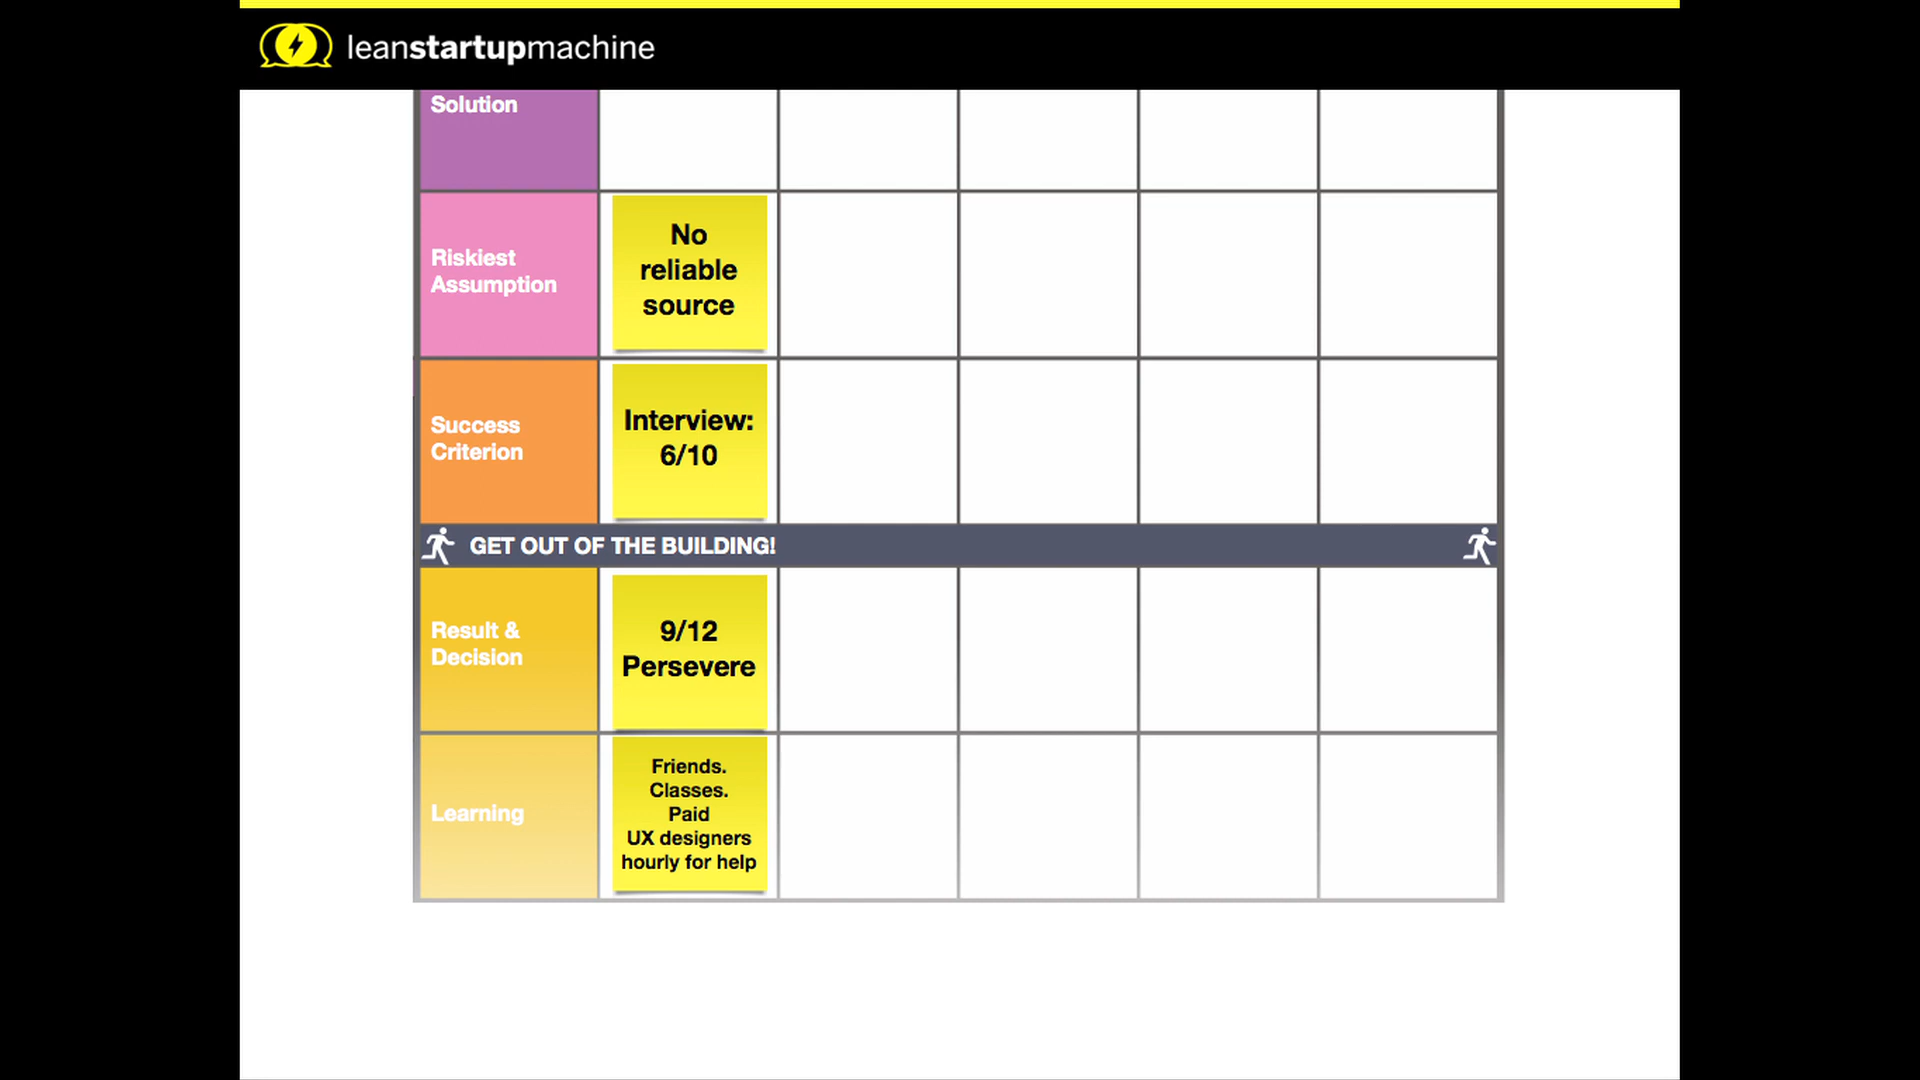 leanstartupmachine
Solution
Riskiest
Assumption
No
reliable
source
Success
Criterion
Interview:
6/10
GET OUT OF THE BUILDING!
Result &
Decision
9/12
Persevere
Learning
Friends.
Classes.
Paid
UX designers
hourly for help